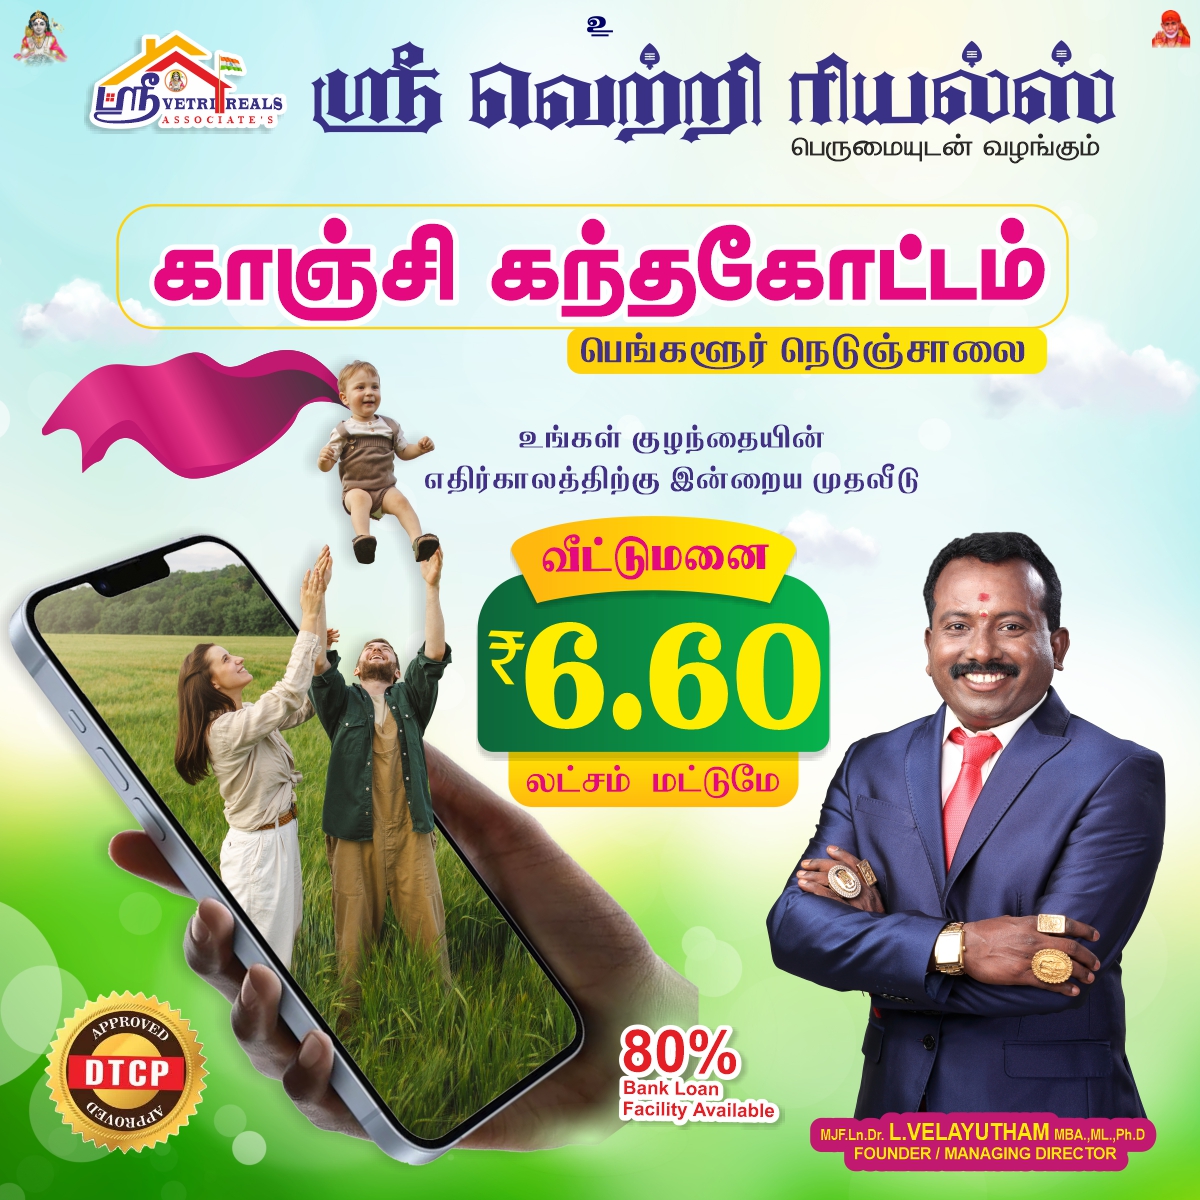 உ
ஸ்ரீ
VETRI REALS
ASSOCIATE'S
ஸ்ரீ வெற்றி ரியல்ஸ்
பெருமையுடன் வழங்கும்
காஞ்சி கந்தகோட்டம்
பெங்களூர் நெடுஞ்சாலை
உங்கள் குழந்தையின்
எதிர்காலத்திற்கு இன்றைய முதலீடு
வீட்டுமனை
₹6.60
லட்சம் மட்டுமே
APPROVED
DTCP
APPROVED
80%
Bank Loan
Facility Available
MJF.Ln.Dr. L.VELAYUTHAM MBA.,ML.,Ph.D
FOUNDER / MANAGING DIRECTOR